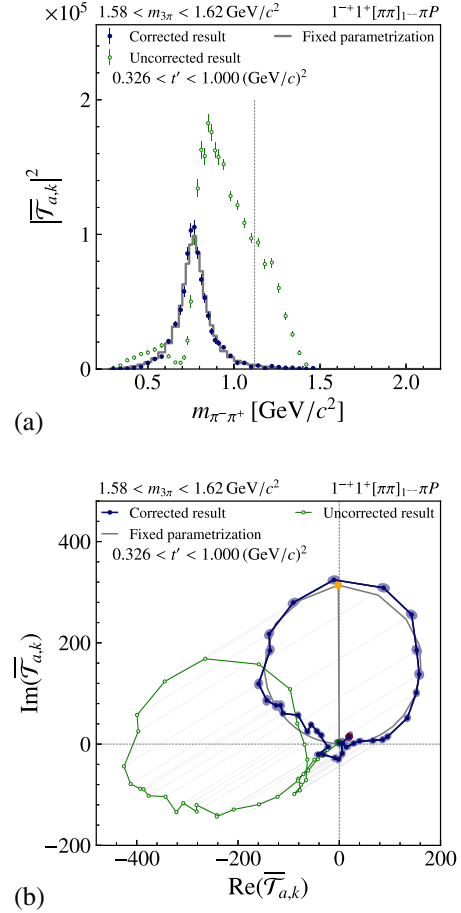 ×10⁵ 1.58 < m₃π < 1.62 GeV/c² 1⁻⁺1⁺[ππ]₁₋₋πP
Corrected result Fixed parametrization
Uncorrected result
0.326 < t′ < 1.000 (GeV/c)²
2
1
0
|𝒯̅a,k|²
0.5 1.0 1.5 2.0
mπ⁻π⁺ [GeV/c²]
(a)
1.58 < m₃π < 1.62 GeV/c² 1⁻⁺1⁺[ππ]₁₋₋πP
Corrected result Uncorrected result
Fixed parametrization
0.326 < t′ < 1.000 (GeV/c)²
400
200
0
−200
Im(𝒯̅a,k)
−400 −200 0 200
Re(𝒯̅a,k)
(b)